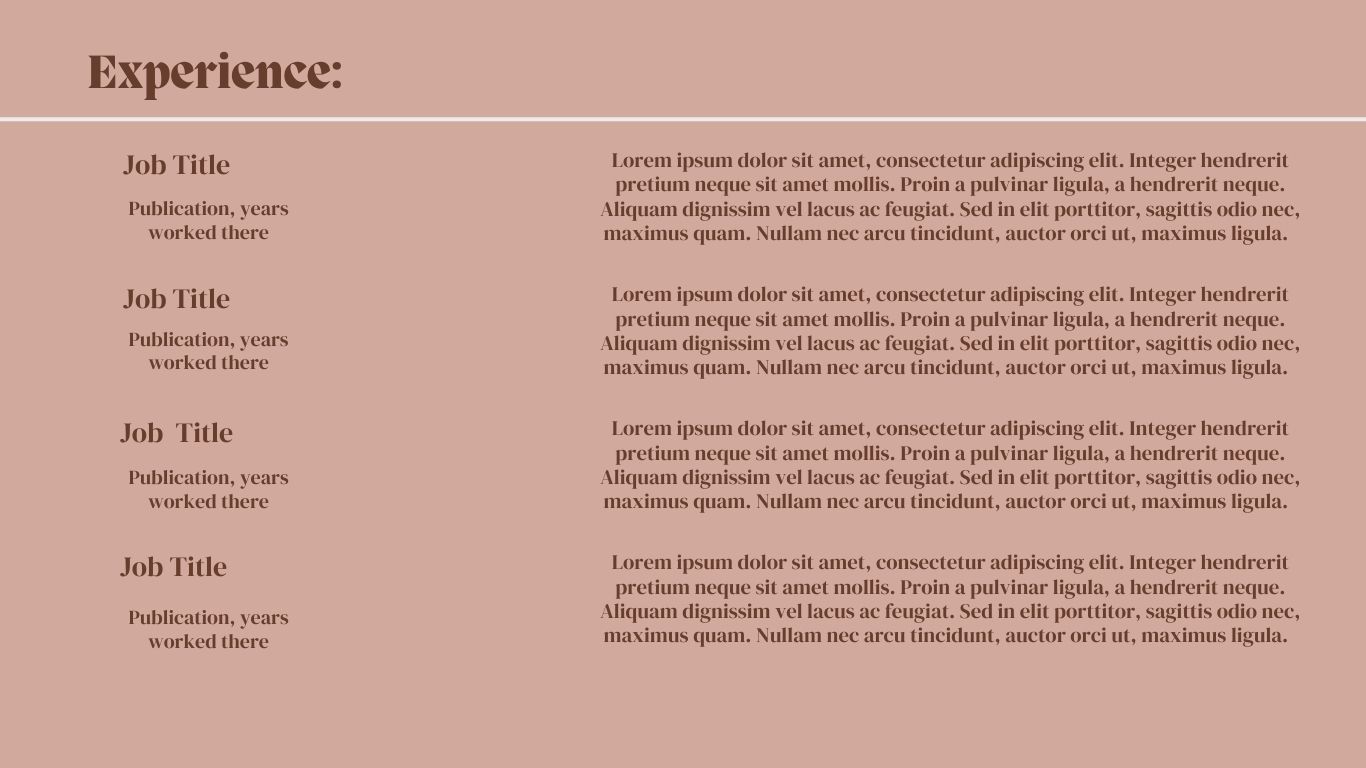 Experience:
Job Title
Publication, years
worked there
Lorem ipsum dolor sit amet, consectetur adipiscing elit. Integer hendrerit
pretium neque sit amet mollis. Proin a pulvinar ligula, a hendrerit neque.
Aliquam dignissim vel lacus ac feugiat. Sed in elit porttitor, sagittis odio nec,
maximus quam. Nullam nec arcu tincidunt, auctor orci ut, maximus ligula.
Job Title
Publication, years
worked there
Lorem ipsum dolor sit amet, consectetur adipiscing elit. Integer hendrerit
pretium neque sit amet mollis. Proin a pulvinar ligula, a hendrerit neque.
Aliquam dignissim vel lacus ac feugiat. Sed in elit porttitor, sagittis odio nec,
maximus quam. Nullam nec arcu tincidunt, auctor orci ut, maximus ligula.
Job  Title
Publication, years
worked there
Lorem ipsum dolor sit amet, consectetur adipiscing elit. Integer hendrerit
pretium neque sit amet mollis. Proin a pulvinar ligula, a hendrerit neque.
Aliquam dignissim vel lacus ac feugiat. Sed in elit porttitor, sagittis odio nec,
maximus quam. Nullam nec arcu tincidunt, auctor orci ut, maximus ligula.
Job Title
Publication, years
worked there
Lorem ipsum dolor sit amet, consectetur adipiscing elit. Integer hendrerit
pretium neque sit amet mollis. Proin a pulvinar ligula, a hendrerit neque.
Aliquam dignissim vel lacus ac feugiat. Sed in elit porttitor, sagittis odio nec,
maximus quam. Nullam nec arcu tincidunt, auctor orci ut, maximus ligula.